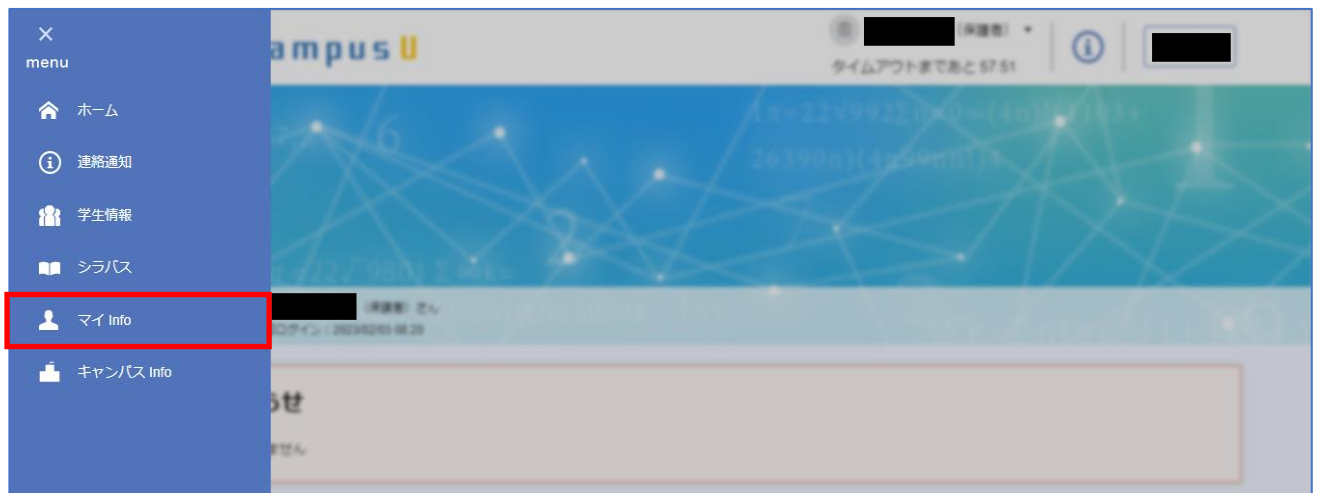 menu
ampus U
(保護者)
タイムアウトまであと 57:51
ホーム
連絡通知
学生情報
シラバス
マイ Info
キャンパス Info
(保護者) さん
ログイン : 2023/02/03 08:20
らせ
ません